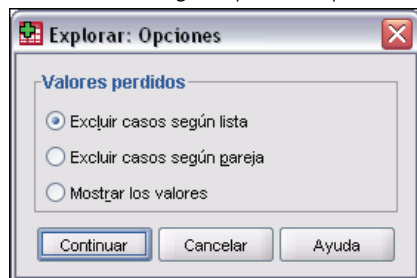 Explorar: Opciones
Valores perdidos
Excluir casos según lista
Excluir casos según pareja
Mostrar los valores
Continuar Cancelar Ayuda